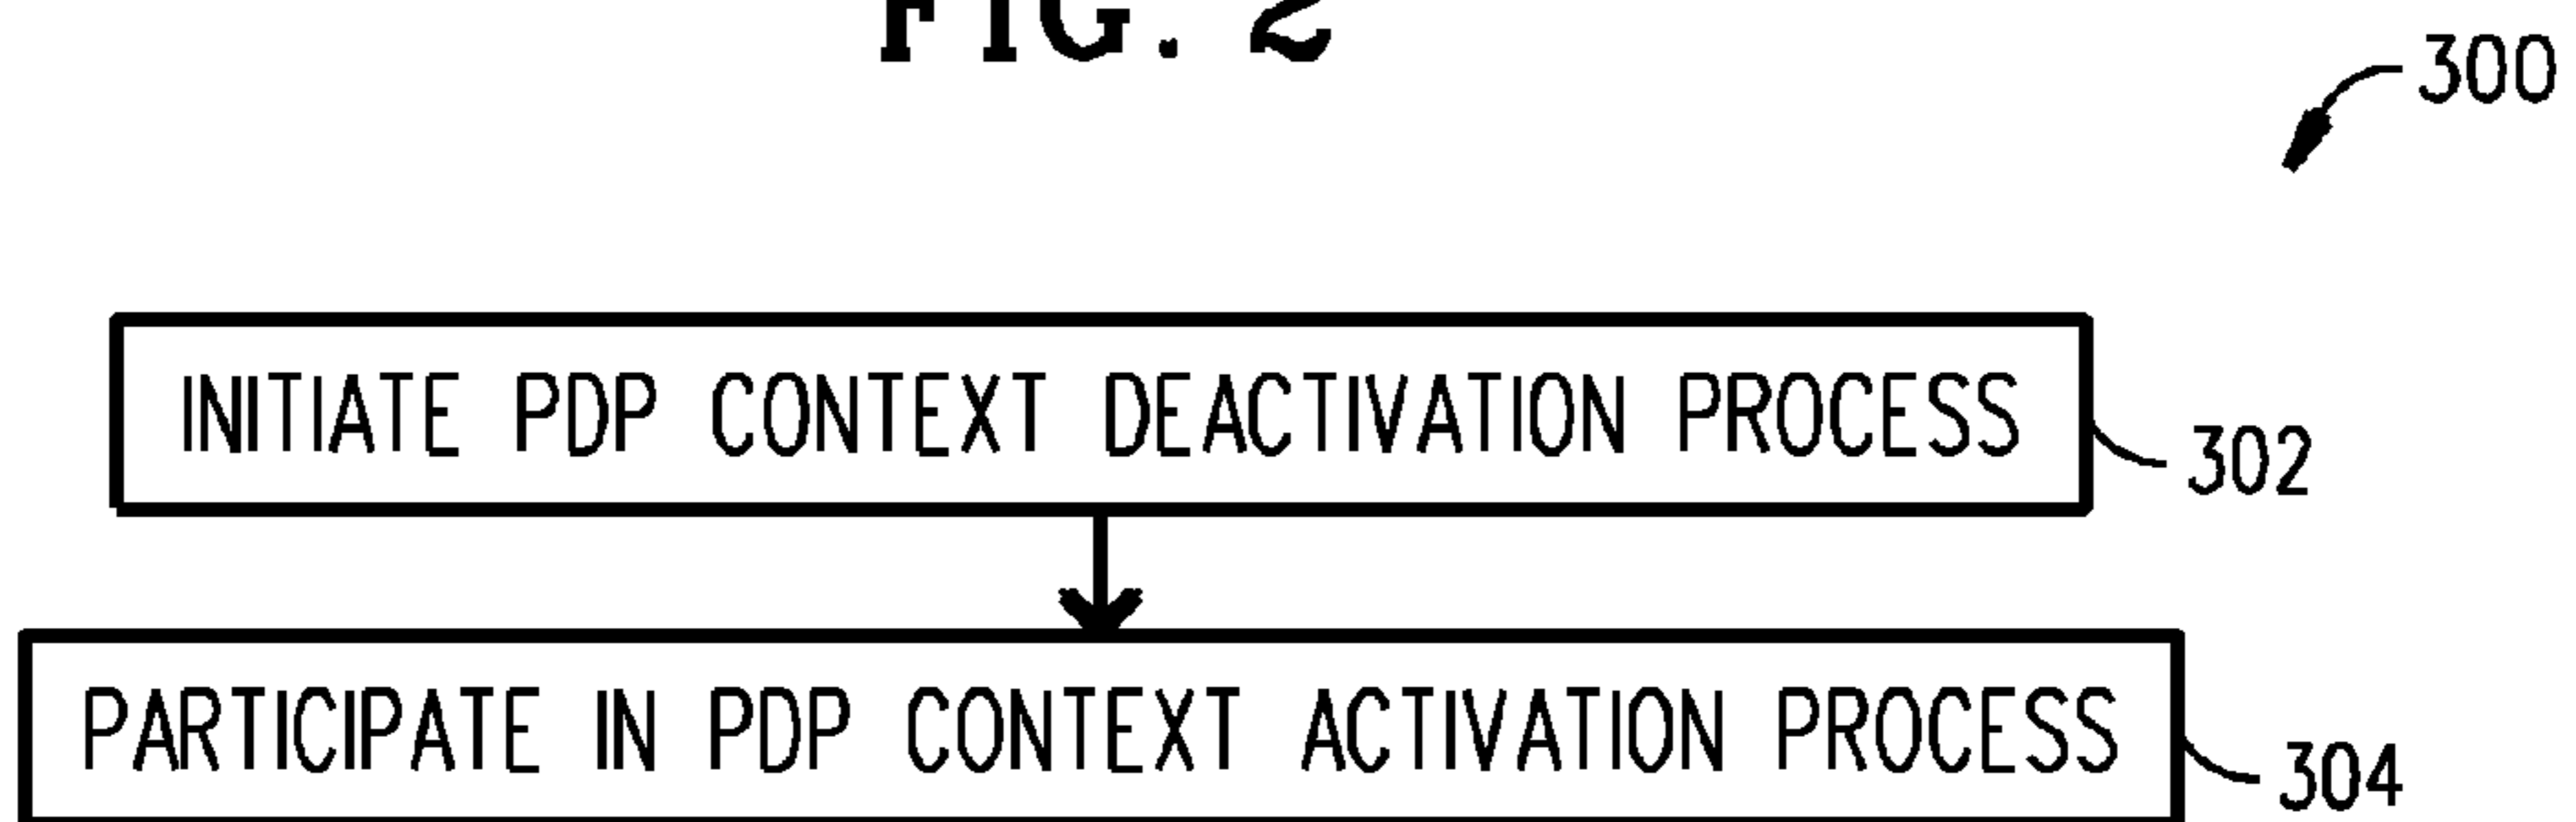 FIG. 2
300
INITIATE PDP CONTEXT DEACTIVATION PROCESS
302
PARTICIPATE IN PDP CONTEXT ACTIVATION PROCESS
304